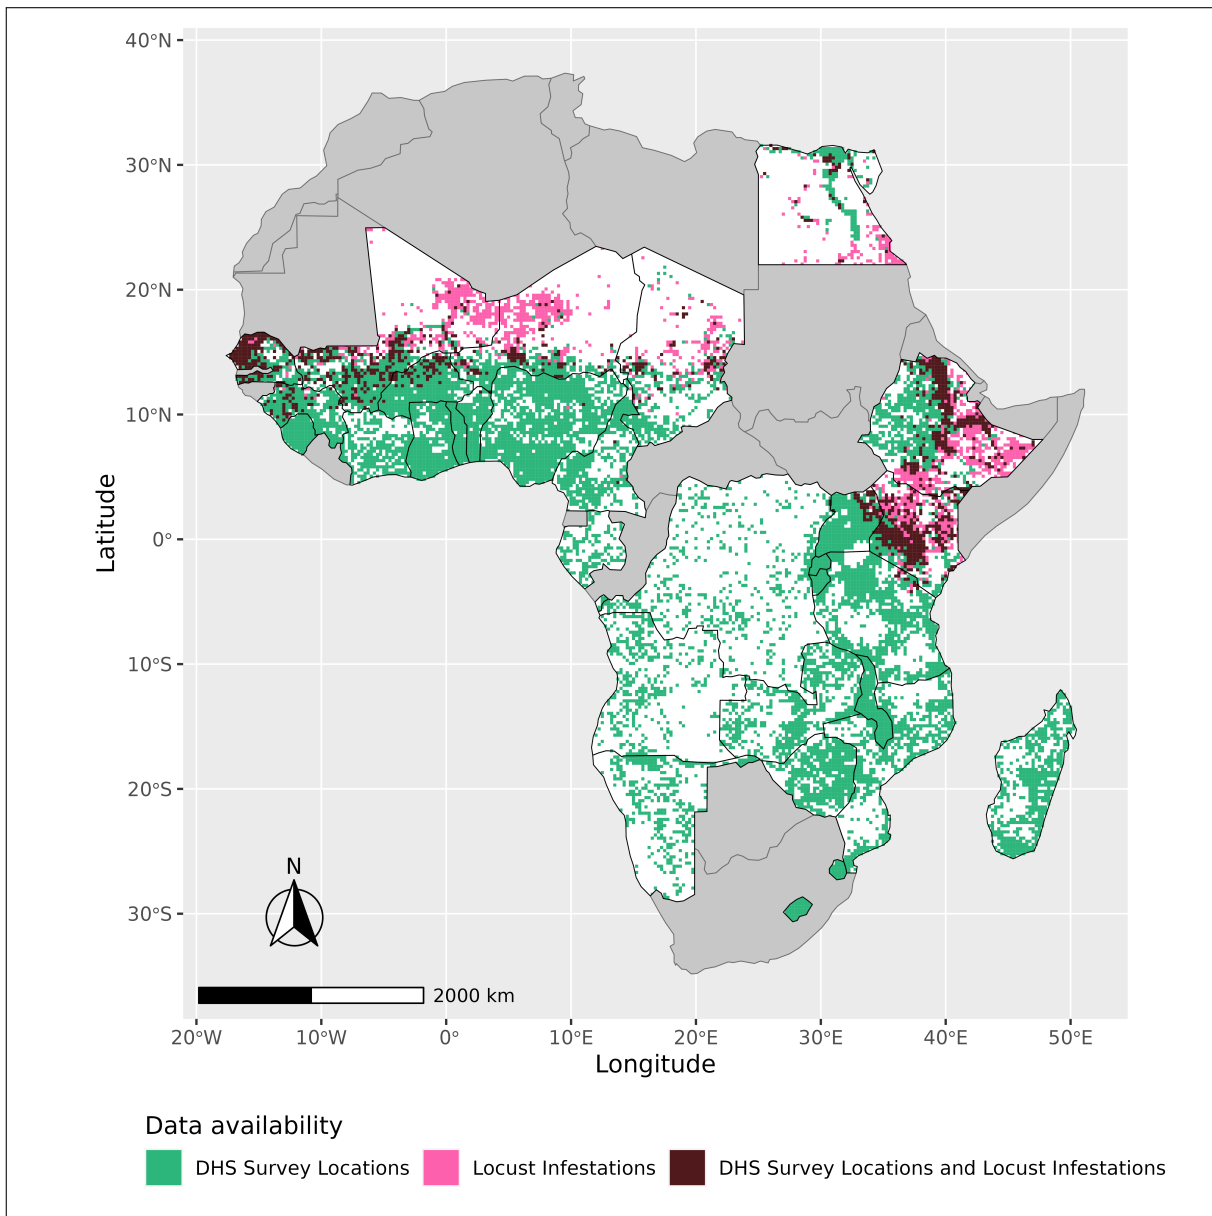 40°N
30°N
20°N
10°N
0°
10°S
20°S
30°S
Latitude
N
2000 km
20°W 10°W 0° 10°E 20°E 30°E 40°E 50°E
Longitude
Data availability
DHS Survey Locations Locust Infestations DHS Survey Locations and Locust Infestations